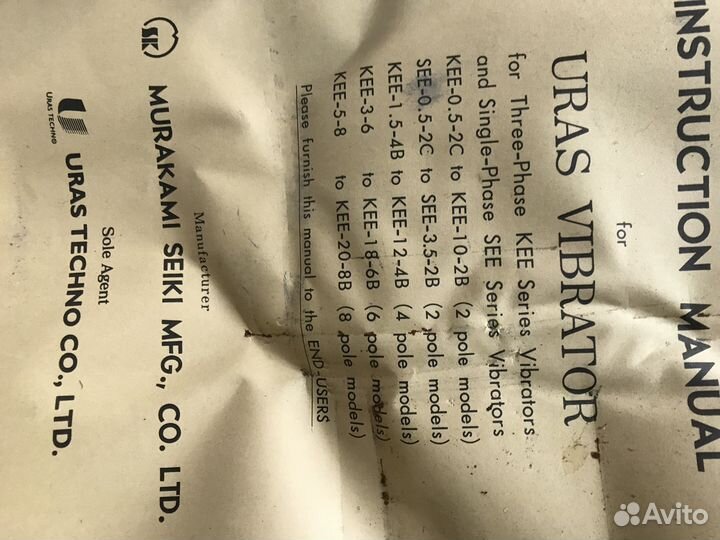 INSTRUCTION MANUAL
for
URAS VIBRATOR
for Three-Phase KEE Series Vibrators
and Single-Phase SEE Series Vibrators
KEE-0.5-2C to KEE-10-2B (2 pole models)
SEE-0.5-2C to SEE-3.5-2B (2 pole models)
KEE-1.5-4B to KEE-12-4B (4 pole models)
KEE-3-6 to KEE-18-6B (6 pole models)
KEE-5-8 to KEE-20-8B (8 pole models)
Please furnish this manual to the END-USERS
Manufacturer
SK MURAKAMI SEIKI MFG., CO. LTD.
Sole Agent
URAS TECHNO URAS TECHNO CO., LTD.
Avito